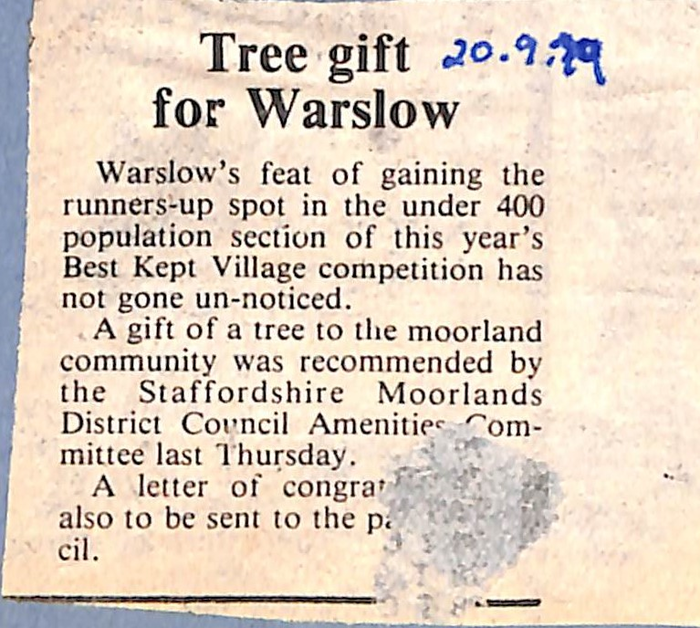 Tree gift
for Warslow
20.9.79
Warslow's feat of gaining the
runners-up spot in the under 400
population section of this year's
Best Kept Village competition has
not gone un-noticed.
A gift of a tree to the moorland
community was recommended by
the Staffordshire Moorlands
District Council Amenities Com-
mittee last Thursday.
A letter of
also to be sent to the
cil.